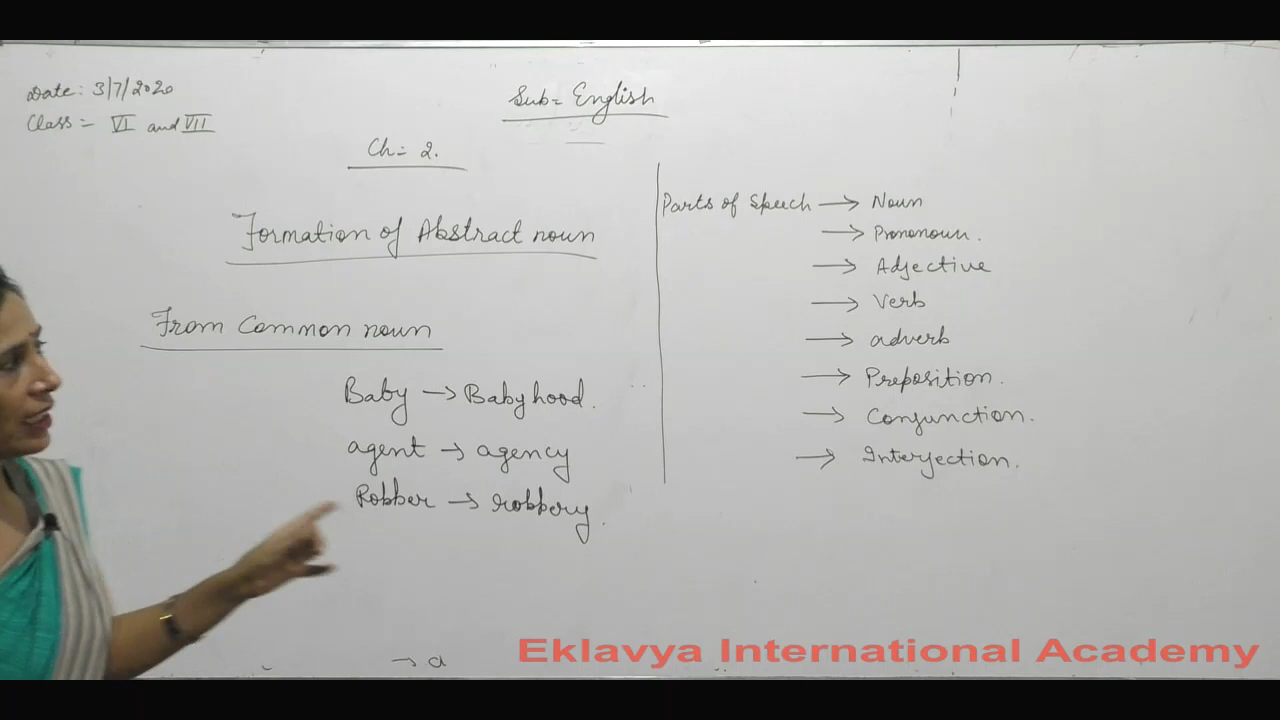 Date: 3/7/2020
Class = VI and VII
Sub = English
Ch = 2.
Formation of Abstract noun
From Common noun
Baby → Babyhood.
agent → agency
Robber → robbery.
Parts of Speech → Noun
→ Prononoun.
→ Adjective
→ Verb
→ adverb
→ Preposition.
→ Conjunction.
→ Interjection.
→ a
Eklavya International Academy